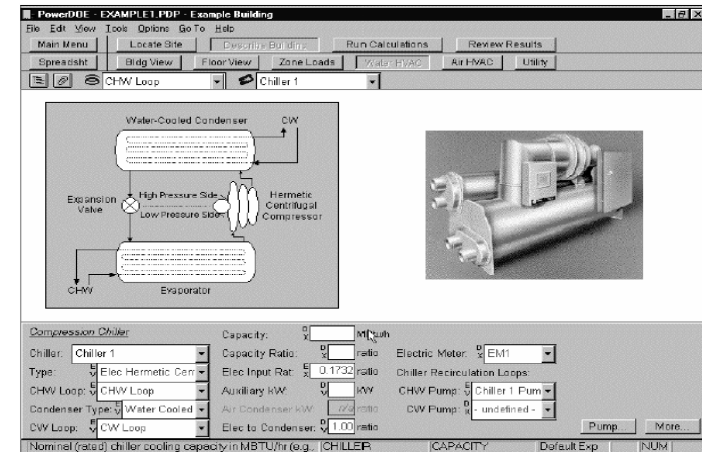 PowerDOE - EXAMPLE1.PDP - Example Building
File Edit View Tools Options Go To Help
Main Menu Locate Site Describe Building Run Calculations Review Results
Spreadsht Bldg View Floor View Zone Loads Water HVAC Air HVAC Utility
CHW Loop Chiller 1
Water-Cooled Condenser CW
Expansion Valve High Pressure Side Hermetic Centrifugal Compressor
Low Pressure Side
CHW Evaporator
Compression Chiller Capacity:
Chiller: Chiller 1 Capacity Ratio: ratio Electric Meter: EM1
Type: Elec Hermetic Cen Elec Input Rat: 0.1732 ratio Chiller Recirculation Loops:
CHW Loop: CHW Loop Auxiliary kW: kW CHW Pump: Chiller 1 Pum
Condenser Type: Water Cooled Air Condenser kW n/a ratio CW Pump: - undefined -
CW Loop: CW Loop Elec to Condenser: 1.00 ratio Pump... More...
Nominal (rated) chiller cooling capacity in MBTU/hr (e.g., CHILLER CAPACITY Default Exp NUM